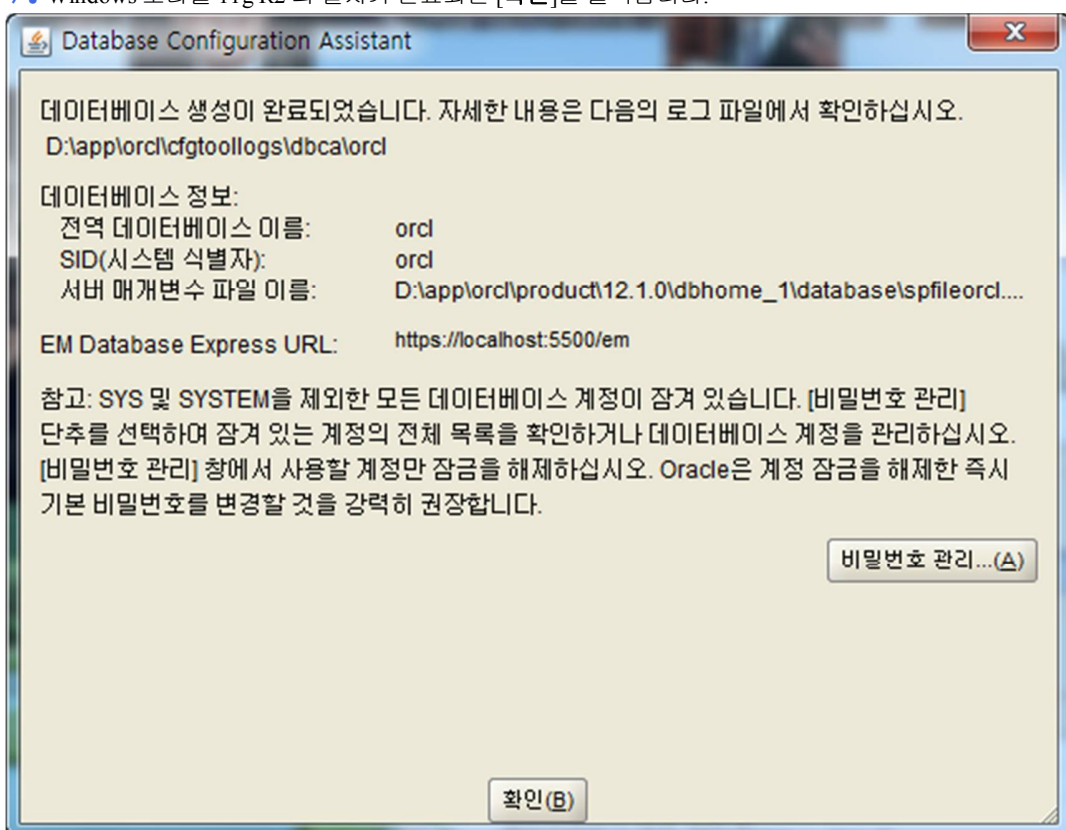 Database Configuration Assistant
데이터베이스 생성이 완료되었습니다. 자세한 내용은 다음의 로그 파일에서 확인하십시오.
D:\app\orcl\cfgtoollogs\dbca\orcl
데이터베이스 정보:
전역 데이터베이스 이름: orcl
SID(시스템 식별자): orcl
서버 매개변수 파일 이름: D:\app\orcl\product\12.1.0\dbhome_1\database\spfileorcl....
EM Database Express URL: https://localhost:5500/em
참고: SYS 및 SYSTEM을 제외한 모든 데이터베이스 계정이 잠겨 있습니다. [비밀번호 관리]
단추를 선택하여 잠겨 있는 계정의 전체 목록을 확인하거나 데이터베이스 계정을 관리하십시오.
[비밀번호 관리] 창에서 사용할 계정만 잠금을 해제하십시오. Oracle은 계정 잠금을 해제한 즉시
기본 비밀번호를 변경할 것을 강력히 권장합니다.
비밀번호 관리...(A)
확인(B)